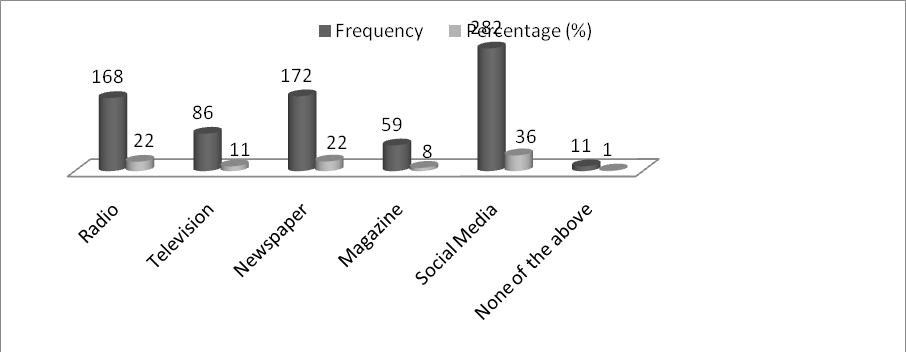 Frequency Percentage (%)
282
168
172
86
59
36
22
11
22
8
11
1
Radio
Television
Newspaper
Magazine
Social Media
None of the above